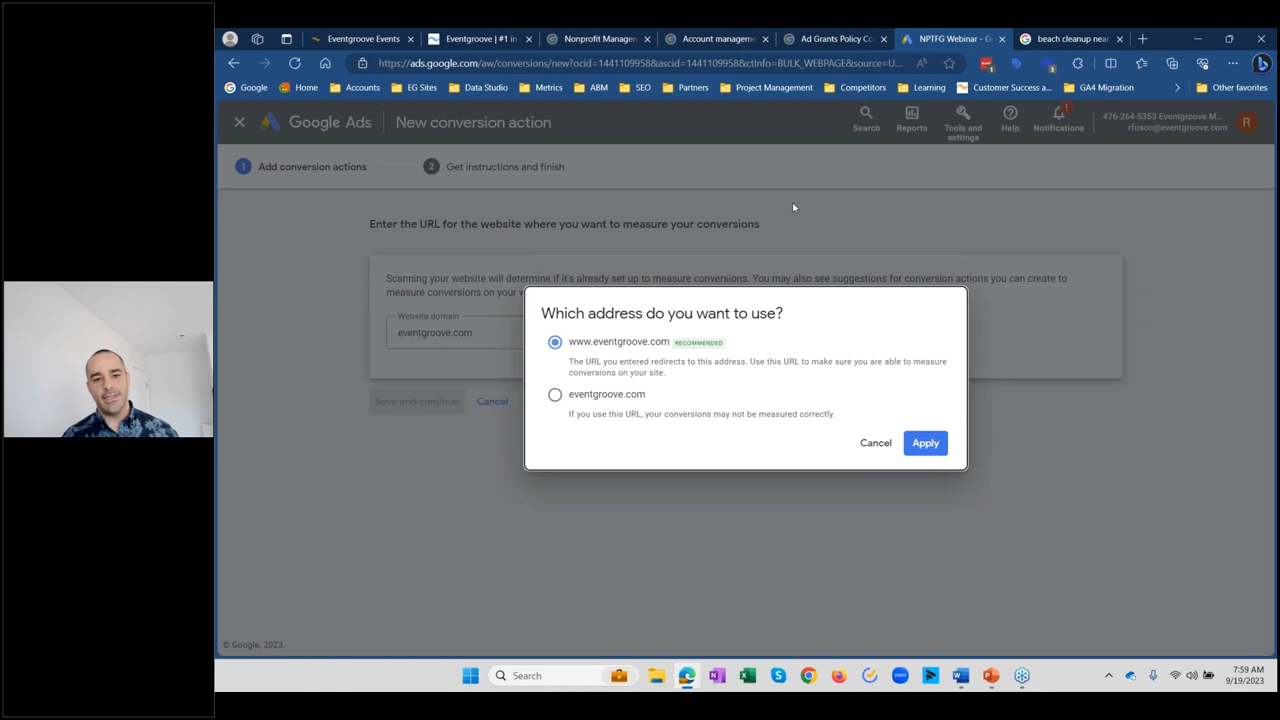 Eventgroove Events
Eventgroove | #1 in
Nonprofit Managem
Account managem
Ad Grants Policy Co
NPTFG Webinar - G
beach cleanup near
https://ads.google.com/aw/conversions/new?ocid=1441109958&ascid=1441109958&ctInfo=BULK_WEBPAGE&source=U...
Google
Home
Accounts
EG Sites
Data Studio
Metrics
ABM
SEO
Partners
Project Management
Competitors
Learning
Customer Success a...
GA4 Migration
Other favorites
Google Ads
New conversion action
Search
Reports
Tools and
settings
Help
Notifications
476-264-5353 Eventgroove M...
rfusco@eventgroove.com
R
1 Add conversion actions
2 Get instructions and finish
Enter the URL for the website where you want to measure your conversions
Scanning your website will determine if it's already set up to measure conversions. You may also see suggestions for conversion actions you can create to
measure conversions on your
Website domain
eventgroove.com
Save and continue
Cancel
Which address do you want to use?
www.eventgroove.com RECOMMENDED
The URL you entered redirects to this address. Use this URL to make sure you are able to measure
conversions on your site.
eventgroove.com
If you use this URL, your conversions may not be measured correctly.
Cancel
Apply
© Google, 2023.
Search
7:59 AM
9/19/2023